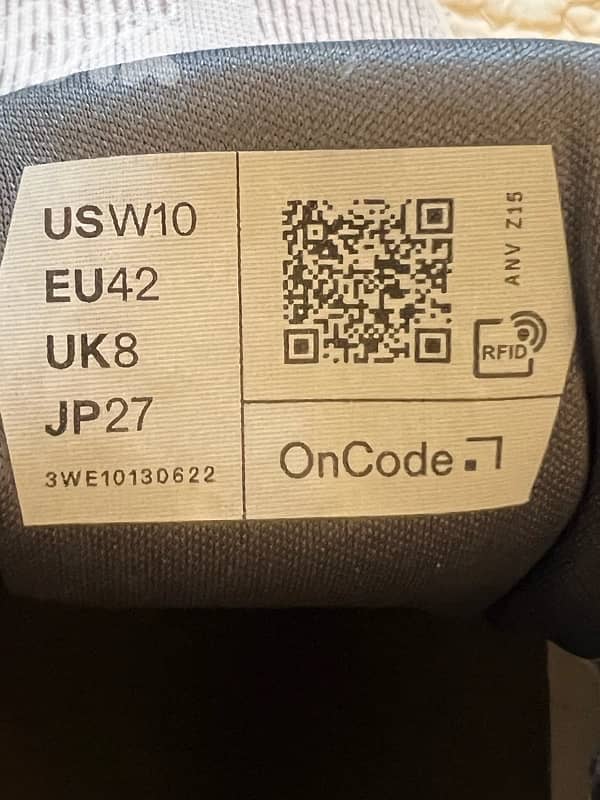 USW10
EU42
UK8
JP27
3WE10130622
ANV Z15
RFID
OnCode